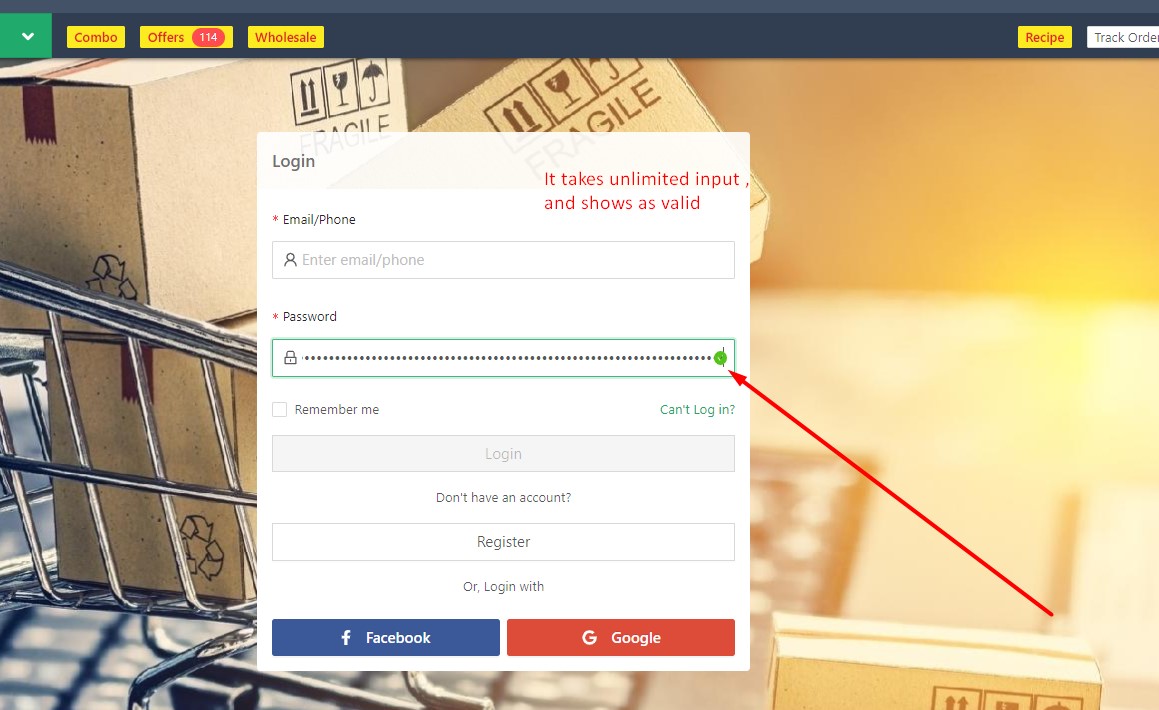 Combo
Offers 114
Wholesale
Recipe
Track Order
FRAGILE
FRAGILE
Login
It takes unlimited input ,
and shows as valid
* Email/Phone
Enter email/phone
* Password
Remember me
Can't Log in?
Login
Don't have an account?
Register
Or, Login with
Facebook
Google